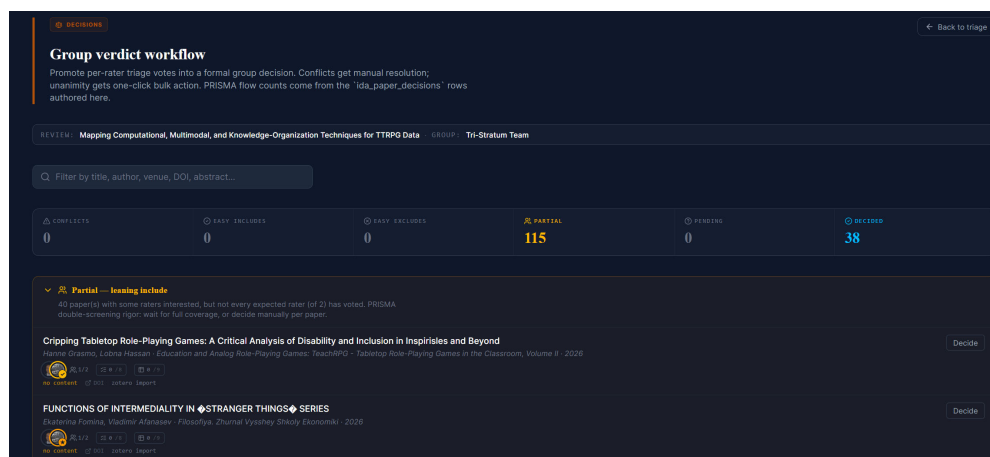 DECISIONS
← Back to triage
Group verdict workflow
Promote per-rater triage votes into a formal group decision. Conflicts get manual resolution;
unanimity gets one-click bulk action. PRISMA flow counts come from the `ida_paper_decisions` rows
authored here.
REVIEW: Mapping Computational, Multimodal, and Knowledge-Organization Techniques for TTRPG Data · GROUP: Tri-Stratum Team
Filter by title, author, venue, DOI, abstract...
CONFLICTS EASY INCLUDES EASY EXCLUDES PARTIAL PENDING DECIDED
0 0 0 115 0 38
Partial — leaning include
40 paper(s) with some raters interested, but not every expected rater (of 2) has voted. PRISMA
double-screening rigor: wait for full coverage, or decide manually per paper.
Cripping Tabletop Role-Playing Games: A Critical Analysis of Disability and Inclusion in Inspirisles and Beyond
Decide
Hanne Grasmo, Lobna Hassan · Education and Analog Role-Playing Games: TeachRPG - Tabletop Role-Playing Games in the Classroom, Volume II · 2026
1/2 0 /0 0 /0
no content DOI zotero import
FUNCTIONS OF INTERMEDIALITY IN �STRANGER THINGS� SERIES
Decide
Ekaterina Fomina, Vladimir Afanasev · Filosofiya. Zhurnal Vysshey Shkoly Ekonomiki · 2026
1/2 0 /0 0 /0
no content DOI zotero import